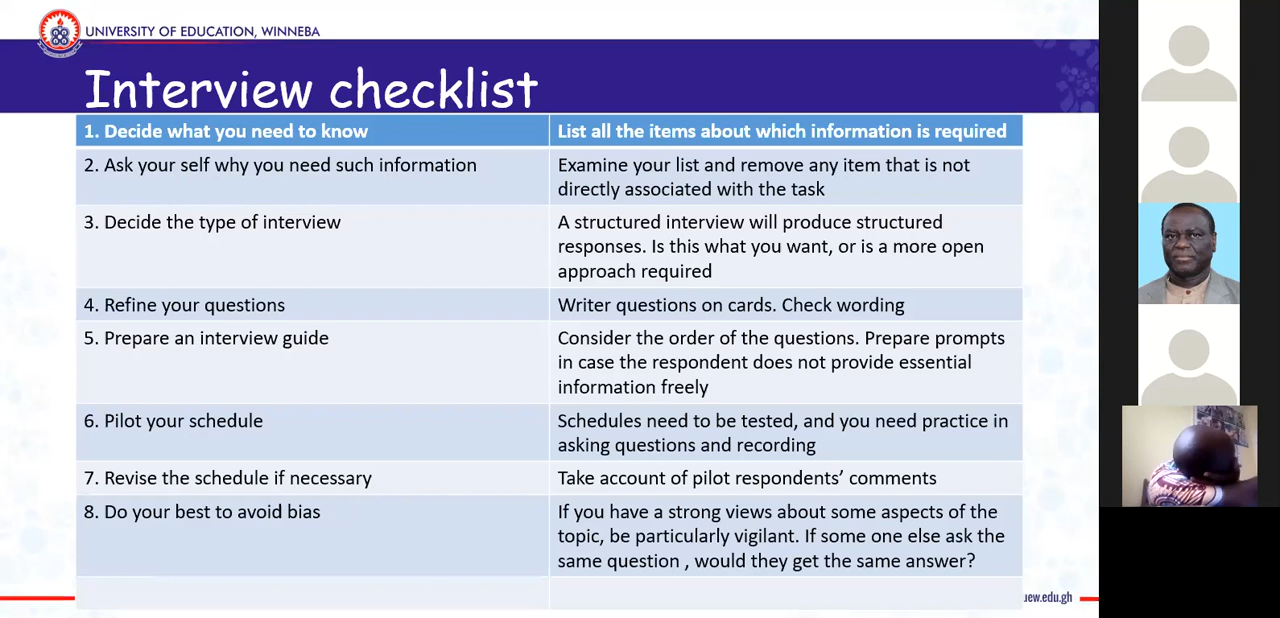 UNIVERSITY OF EDUCATION, WINNEBA
Interview checklist
1. Decide what you need to know
List all the items about which information is required
2. Ask your self why you need such information
Examine your list and remove any item that is not
directly associated with the task
3. Decide the type of interview
A structured interview will produce structured
responses. Is this what you want, or is a more open
approach required
4. Refine your questions
Writer questions on cards. Check wording
5. Prepare an interview guide
Consider the order of the questions. Prepare prompts
in case the respondent does not provide essential
information freely
6. Pilot your schedule
Schedules need to be tested, and you need practice in
asking questions and recording
7. Revise the schedule if necessary
Take account of pilot respondents’ comments
8. Do your best to avoid bias
If you have a strong views about some aspects of the
topic, be particularly vigilant. If some one else ask the
same question , would they get the same answer?
uew.edu.gh